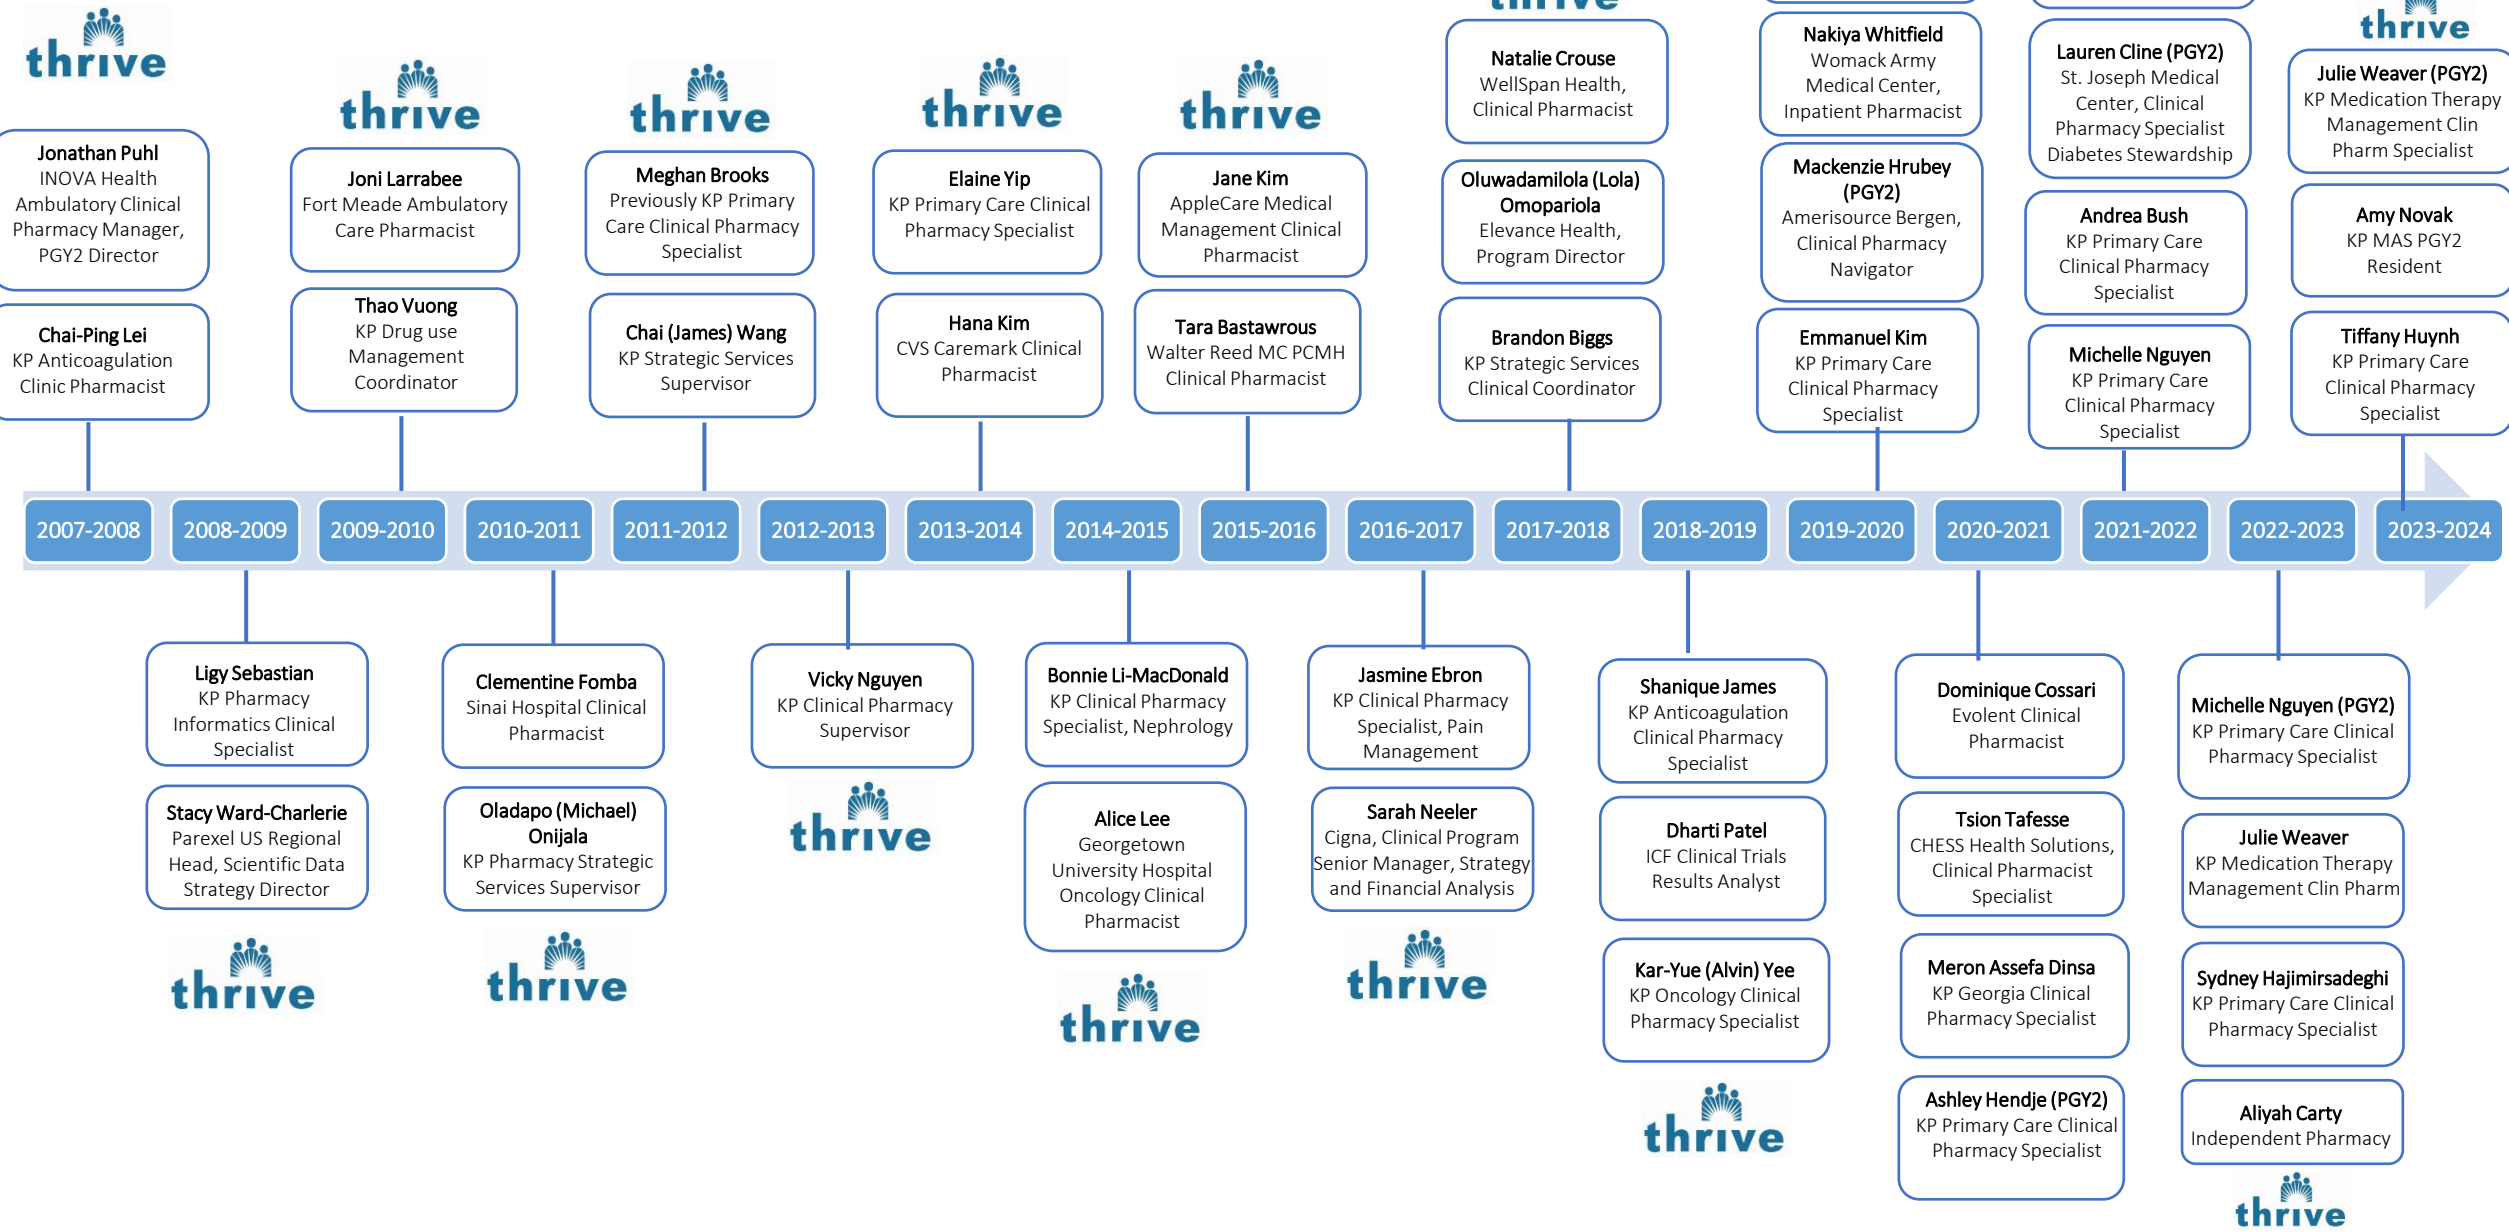 thrive
Jonathan Puhl
INOVA Health
Ambulatory Clinical
Pharmacy Manager,
PGY2 Director
Chai-Ping Lei
KP Anticoagulation
Clinic Pharmacist
thrive
Joni Larrabee
Fort Meade Ambulatory
Care Pharmacist
Thao Vuong
KP Drug use
Management
Coordinator
thrive
Meghan Brooks
Previously KP Primary
Care Clinical Pharmacy
Specialist
Chai (James) Wang
KP Strategic Services
Supervisor
thrive
Elaine Yip
KP Primary Care Clinical
Pharmacy Specialist
Hana Kim
CVS Caremark Clinical
Pharmacist
thrive
Jane Kim
AppleCare Medical
Management Clinical
Pharmacist
Tara Bastawrous
Walter Reed MC PCMH
Clinical Pharmacist
thrive
Natalie Crouse
WellSpan Health,
Clinical Pharmacist
Oluwadamilola (Lola)
Omopariola
Elevance Health,
Program Director
Brandon Biggs
KP Strategic Services
Clinical Coordinator
Nakiya Whitfield
Womack Army
Medical Center,
Inpatient Pharmacist
Mackenzie Hrubey
(PGY2)
Amerisource Bergen,
Clinical Pharmacy
Navigator
Emmanuel Kim
KP Primary Care
Clinical Pharmacy
Specialist
Lauren Cline (PGY2)
St. Joseph Medical
Center, Clinical
Pharmacy Specialist
Diabetes Stewardship
Andrea Bush
KP Primary Care
Clinical Pharmacy
Specialist
Michelle Nguyen
KP Primary Care
Clinical Pharmacy
Specialist
thrive
Julie Weaver (PGY2)
KP Medication Therapy
Management Clin
Pharm Specialist
Amy Novak
KP MAS PGY2
Resident
Tiffany Huynh
KP Primary Care
Clinical Pharmacy
Specialist
2007-2008
2008-2009
2009-2010
2010-2011
2011-2012
2012-2013
2013-2014
2014-2015
2015-2016
2016-2017
2017-2018
2018-2019
2019-2020
2020-2021
2021-2022
2022-2023
2023-2024
Ligy Sebastian
KP Pharmacy
Informatics Clinical
Specialist
Stacy Ward-Charlerie
Parexel US Regional
Head, Scientific Data
Strategy Director
thrive
Clementine Fomba
Sinai Hospital Clinical
Pharmacist
Oladapo (Michael)
Onijala
KP Pharmacy Strategic
Services Supervisor
thrive
Vicky Nguyen
KP Clinical Pharmacy
Supervisor
thrive
Bonnie Li-MacDonald
KP Clinical Pharmacy
Specialist, Nephrology
Alice Lee
Georgetown
University Hospital
Oncology Clinical
Pharmacist
thrive
Jasmine Ebron
KP Clinical Pharmacy
Specialist, Pain
Management
Sarah Neeler
Cigna, Clinical Program
Senior Manager, Strategy
and Financial Analysis
thrive
Shanique James
KP Anticoagulation
Clinical Pharmacy
Specialist
Dharti Patel
ICF Clinical Trials
Results Analyst
Kar-Yue (Alvin) Yee
KP Oncology Clinical
Pharmacy Specialist
thrive
Dominique Cossari
Evolent Clinical
Pharmacist
Tsion Tafesse
CHESS Health Solutions,
Clinical Pharmacist
Specialist
Meron Assefa Dinsa
KP Georgia Clinical
Pharmacy Specialist
Ashley Hendje (PGY2)
KP Primary Care Clinical
Pharmacy Specialist
Michelle Nguyen (PGY2)
KP Primary Care Clinical
Pharmacy Specialist
Julie Weaver
KP Medication Therapy
Management Clin Pharm
Sydney Hajimirsadeghi
KP Primary Care Clinical
Pharmacy Specialist
Aliyah Carty
Independent Pharmacy
thrive